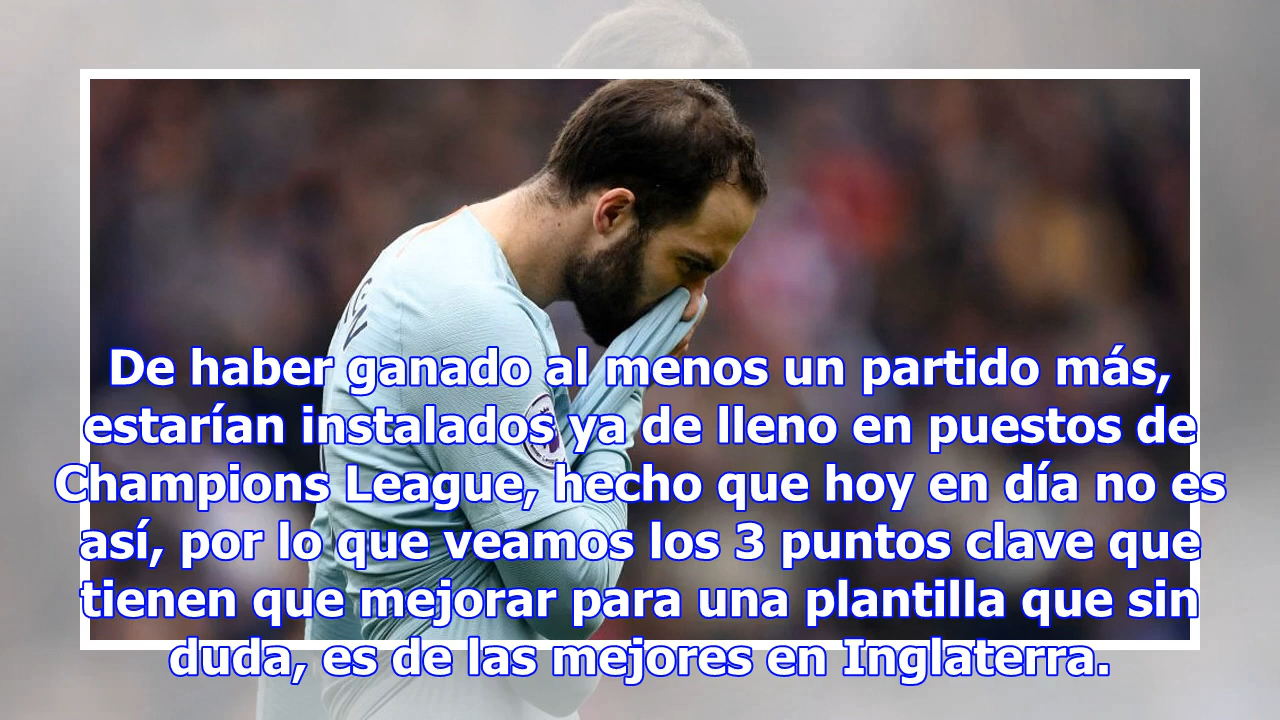 De haber ganado al menos un partido más,
estarían instalados ya de lleno en puestos de
Champions League, hecho que hoy en día no es
así, por lo que veamos los 3 puntos clave que
tienen que mejorar para una plantilla que sin
duda, es de las mejores en Inglaterra.